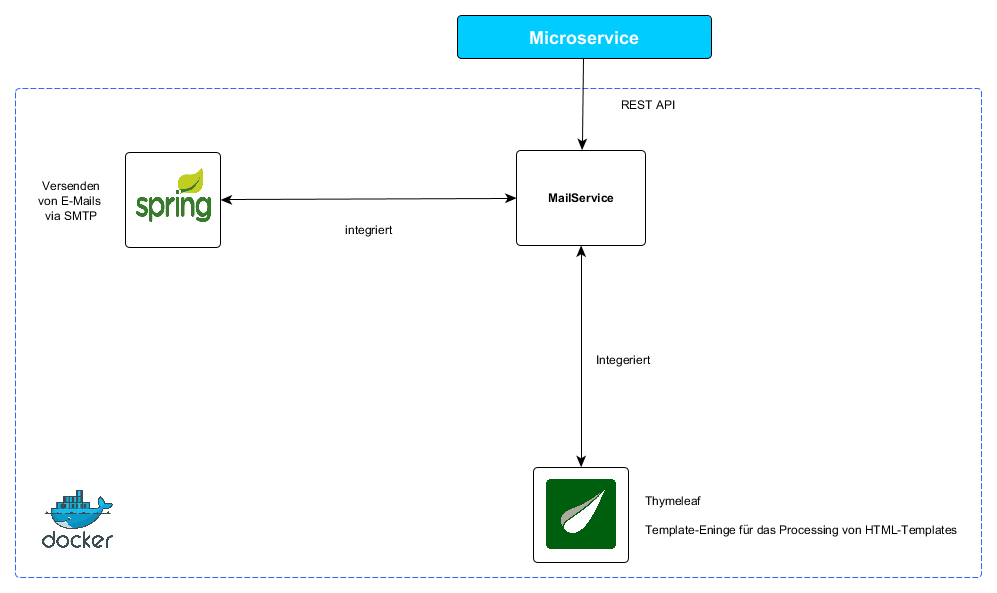 Microservice
REST API
Versenden
von E-Mails
via SMTP
spring
MailService
integriert
Integeriert
docker
Thymeleaf
Template-Eninge für das Processing von HTML-Templates